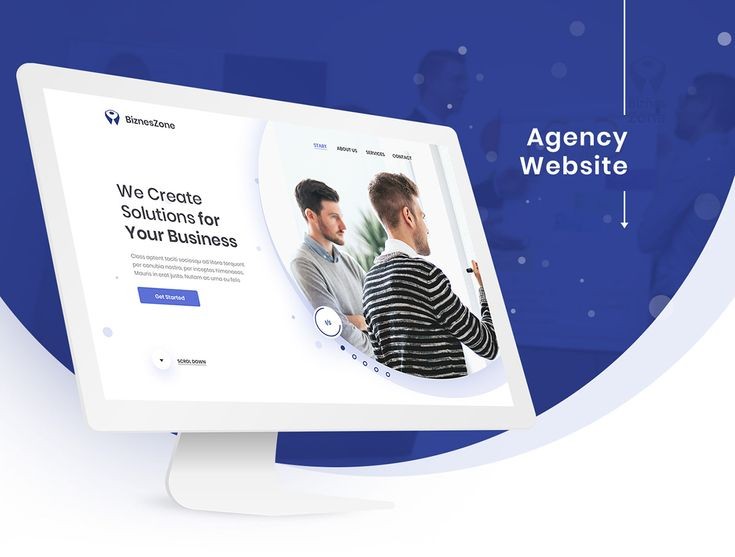 BiznesZone
START ABOUT US SERVICES CONTACT
We Create
Solutions for
Your Business
Class aptent taciti sociosqu ad litora torquent
per conubia nostra, per inceptos himenaeos.
Mauris in erat justo. Nullam ac urna eu felis
Get Started
SCROLL DOWN
Agency
Website
Biznes
Zone